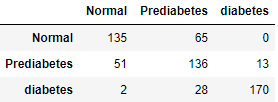 Normal Prediabetes diabetes
Normal 135 65 0
Prediabetes 51 136 13
diabetes 2 28 170